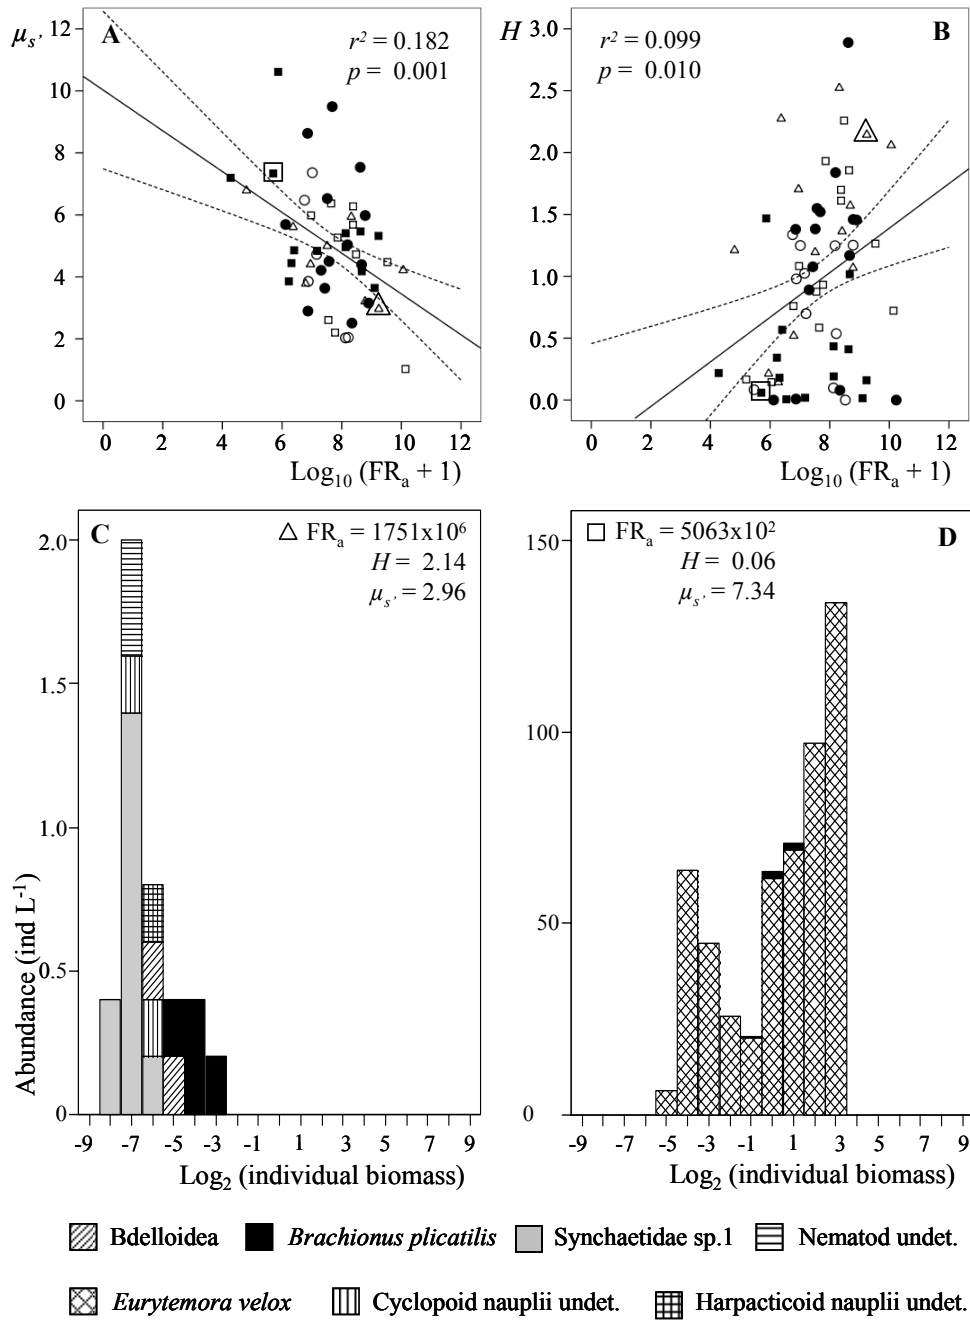 μs’ 12 A r² = 0.182
p = 0.001
10
8
6
4
2
0
0 2 4 6 8 10 12
Log₁₀ (FRₐ + 1)
H 3.0 B r² = 0.099
p = 0.010
2.5
2.0
1.5
1.0
0.5
0.0
0 2 4 6 8 10 12
Log₁₀ (FRₐ + 1)
C △ FRₐ = 1751x10⁶
H = 2.14
μs’ = 2.96
2.0
1.5
1.0
0.5
0
Abundance (ind L⁻¹)
-9 -7 -5 -3 -1 1 3 5 7 9
Log₂ (individual biomass)
□ FRₐ = 5063x10² D
H = 0.06
μs’ = 7.34
150
100
50
0
-9 -7 -5 -3 -1 1 3 5 7 9
Log₂ (individual biomass)
Bdelloidea Brachionus plicatilis Synchaetidae sp.1 Nematod undet.
Eurytemora velox Cyclopoid nauplii undet. Harpacticoid nauplii undet.